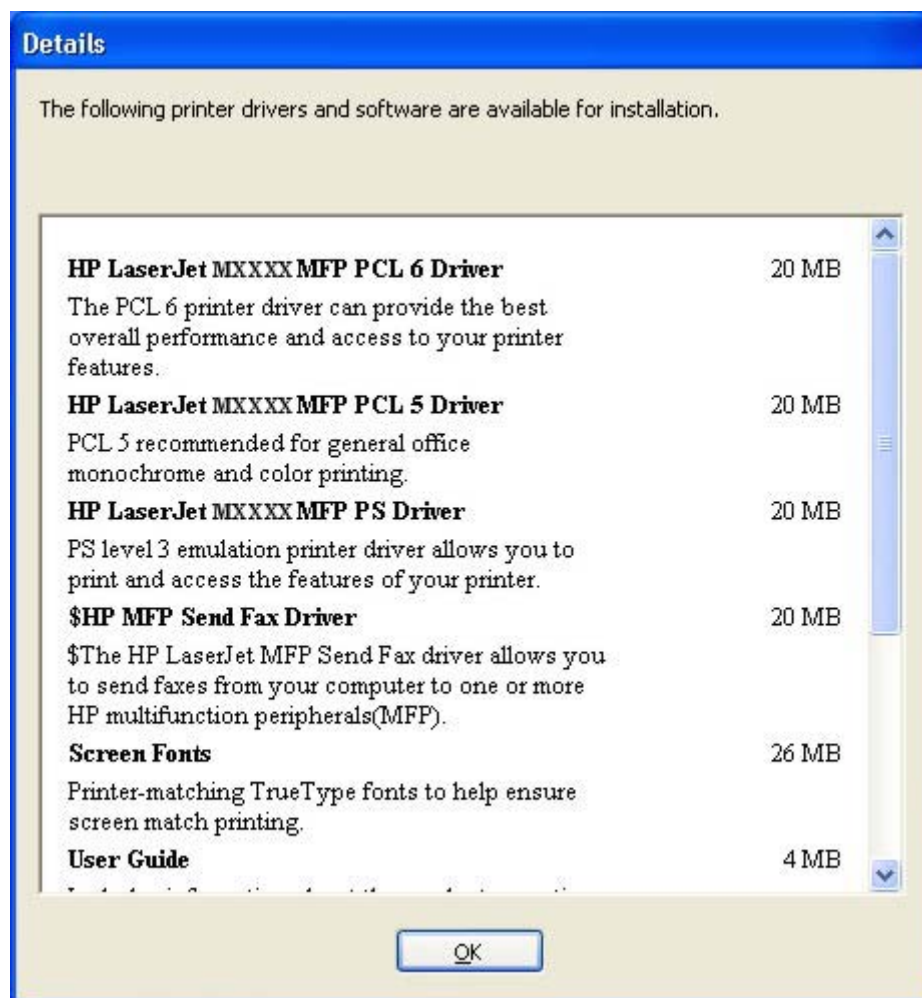 Details
The following printer drivers and software are available for installation.
HP LaserJet MXXXX MFP PCL 6 Driver 20 MB
The PCL 6 printer driver can provide the best
overall performance and access to your printer
features.
HP LaserJet MXXXX MFP PCL 5 Driver 20 MB
PCL 5 recommended for general office
monochrome and color printing.
HP LaserJet MXXXX MFP PS Driver 20 MB
PS level 3 emulation printer driver allows you to
print and access the features of your printer.
$HP MFP Send Fax Driver 20 MB
$The HP LaserJet MFP Send Fax driver allows you
to send faxes from your computer to one or more
HP multifunction peripherals(MFP).
Screen Fonts 26 MB
Printer-matching TrueType fonts to help ensure
screen match printing.
User Guide 4 MB
OK